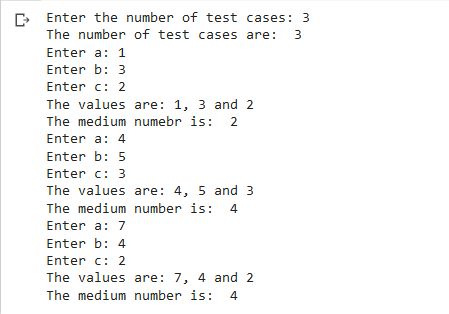 Enter the number of test cases: 3
The number of test cases are:  3
Enter a: 1
Enter b: 3
Enter c: 2
The values are: 1, 3 and 2
The medium numebr is:  2
Enter a: 4
Enter b: 5
Enter c: 3
The values are: 4, 5 and 3
The medium number is:  4
Enter a: 7
Enter b: 4
Enter c: 2
The values are: 7, 4 and 2
The medium number is:  4